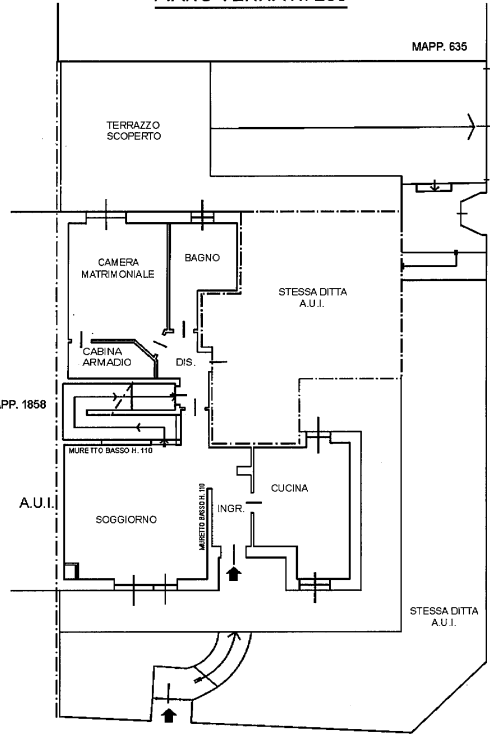 MAPP. 635
TERRAZZO
SCOPERTO
CAMERA
MATRIMONIALE
BAGNO
STESSA DITTA
A.U.I.
CABINA
ARMADIO
DIS.
APP. 1858
MURETTO BASSO H. 110
A.U.I.
SOGGIORNO
MURETTO BASSO H. 110
INGR.
CUCINA
STESSA DITTA
A.U.I.